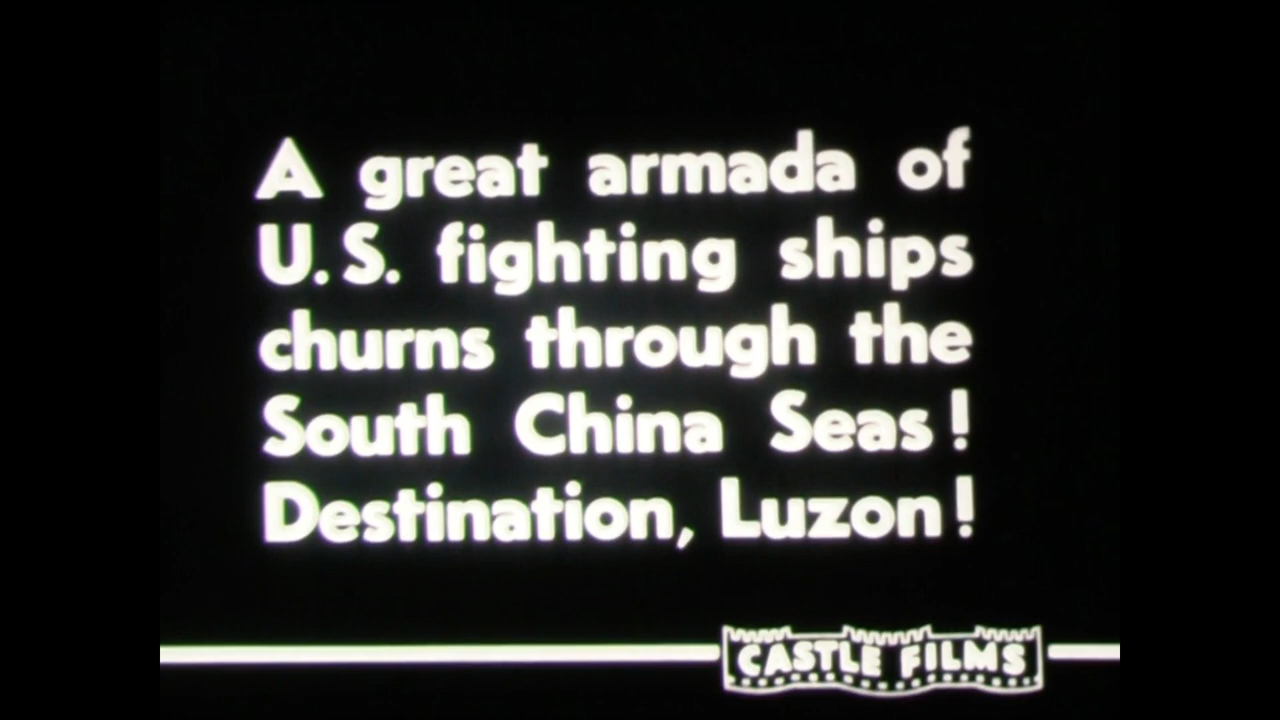 A great armada of
U.S. fighting ships
churns through the
South China Seas!
Destination, Luzon!
CASTLE FILMS